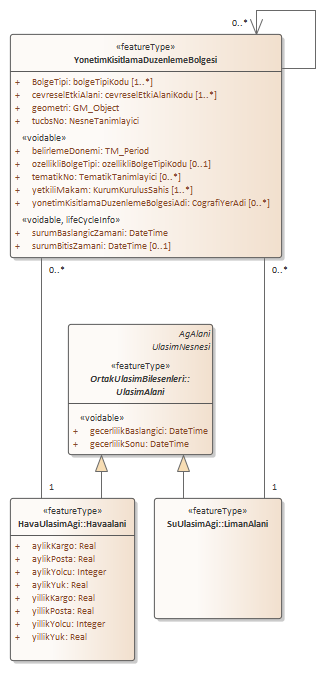 0..*
«featureType»
YonetimKisitlamaDuzenlemeBolgesi
+ BolgeTipi: bolgeTipiKodu [1..*]
+ cevreselEtkiAlani: cevreselEtkiAlaniKodu [1..*]
+ geometri: GM_Object
+ tucbsNo: NesneTanimlayici
«voidable»
+ belirlemeDonemi: TM_Period
+ ozellikliBolgeTipi: ozellikliBolgeTipiKodu [0..1]
+ tematikNo: TematikTanimlayici [0..*]
+ yetkiliMakam: KurumKurulusSahis [1..*]
+ yonetimKisitlamaDuzenlemeBolgesiAdi: CografiYerAdi [0..*]
«voidable, lifeCycleInfo»
+ surumBaslangicZamani: DateTime
+ surumBitisZamani: DateTime [0..1]
0..*
0..*
AgAlani
UlasimNesnesi
«featureType»
OrtakUlasimBilesenleri::
UlasimAlani
«voidable»
+ gecerlilikBaslangici: DateTime
+ gecerlilikSonu: DateTime
1
1
«featureType»
HavaUlasimAgi::Havaalani
+ aylikKargo: Real
+ aylikPosta: Real
+ aylikYolcu: Integer
+ aylikYuk: Real
+ yillikKargo: Real
+ yillikPosta: Real
+ yillikYolcu: Integer
+ yillikYuk: Real
«featureType»
SuUlasimAgi::LimanAlani